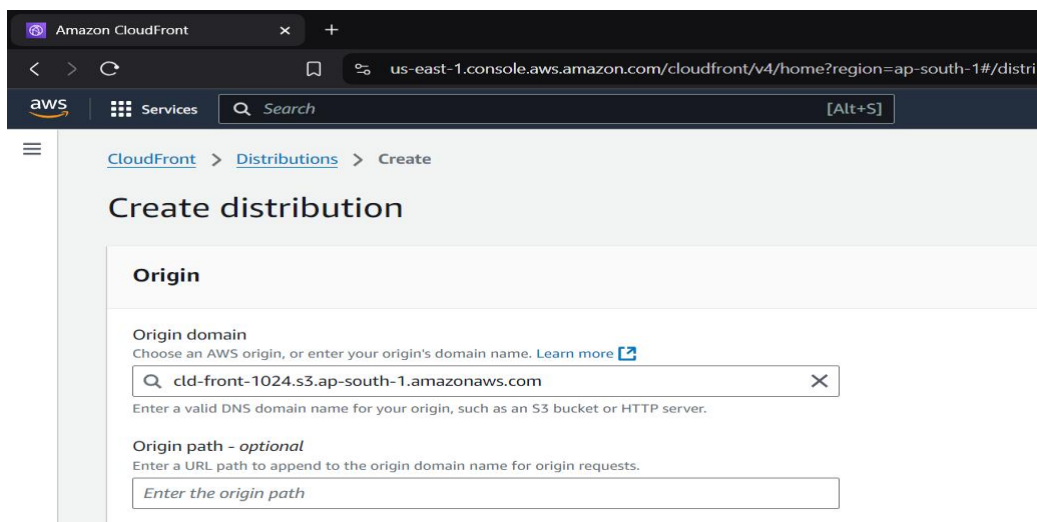 Amazon CloudFront
us-east-1.console.aws.amazon.com/cloudfront/v4/home?region=ap-south-1#/distri
aws Services Search [Alt+S]
CloudFront > Distributions > Create
Create distribution
Origin
Origin domain
Choose an AWS origin, or enter your origin's domain name. Learn more
cld-front-1024.s3.ap-south-1.amazonaws.com
Enter a valid DNS domain name for your origin, such as an S3 bucket or HTTP server.
Origin path - optional
Enter a URL path to append to the origin domain name for origin requests.
Enter the origin path